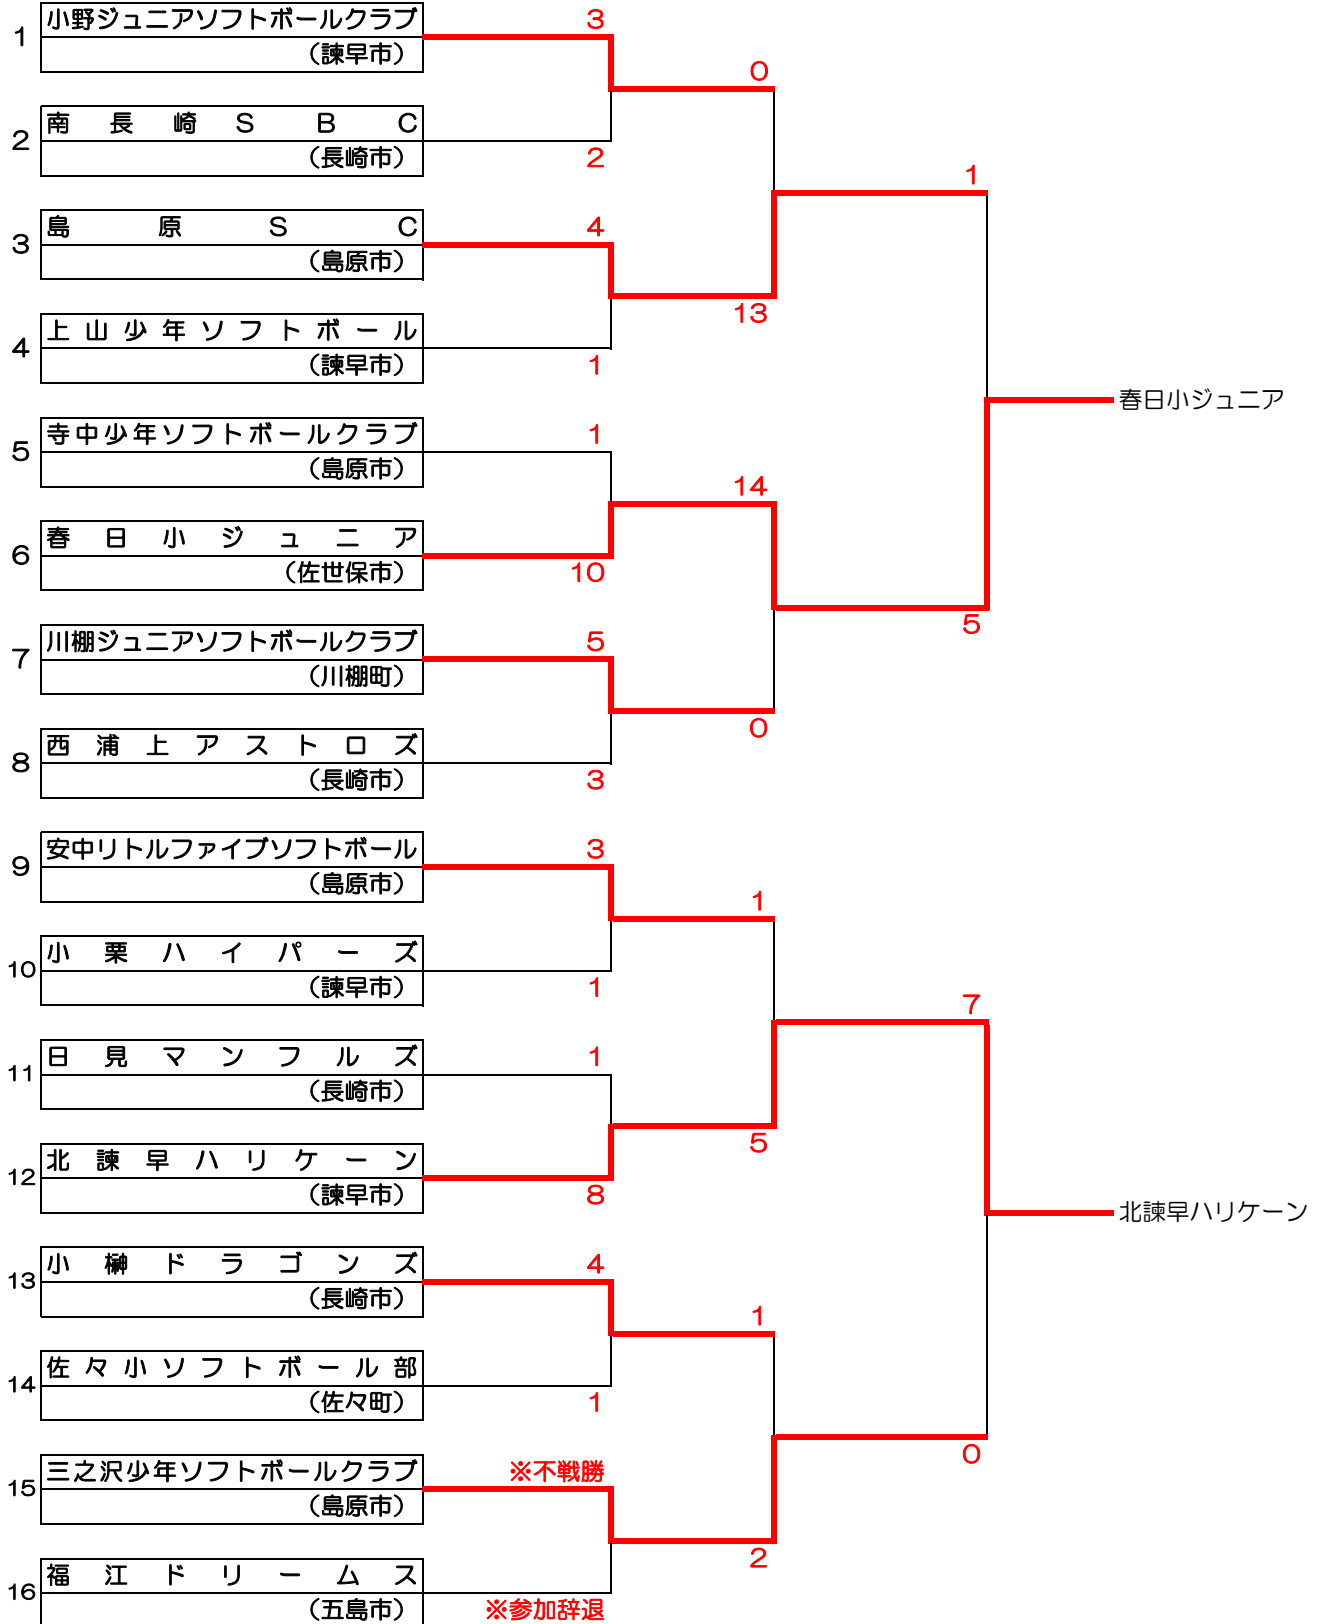 小野ジュニアソフトボールクラブ
3
1
(諫早市)
0
南長崎SBC
2
(長崎市)
2
1
島原SC
4
3
(島原市)
13
上山少年ソフトボール
4
(諫早市)
1
春日小ジュニア
寺中少年ソフトボールクラブ
1
5
(島原市)
14
春日小ジュニア
6
(佐世保市)
10
5
川棚ジュニアソフトボールクラブ
5
7
(川棚町)
0
西浦上アストロズ
8
(長崎市)
3
安中リトルファイブソフトボール
3
9
(島原市)
1
小栗ハイパーズ
10
(諫早市)
1
7
日見マンフルズ
1
11
(長崎市)
5
北諫早ハリケーン
12
(諫早市)
8
北諫早ハリケーン
小榊ドラゴンズ
4
13
(長崎市)
1
佐々小ソフトボール部
14
(佐々町)
1
0
三之沢少年ソフトボールクラブ
※不戦勝
15
(島原市)
2
福江ドリームス
16
(五島市)
※参加辞退